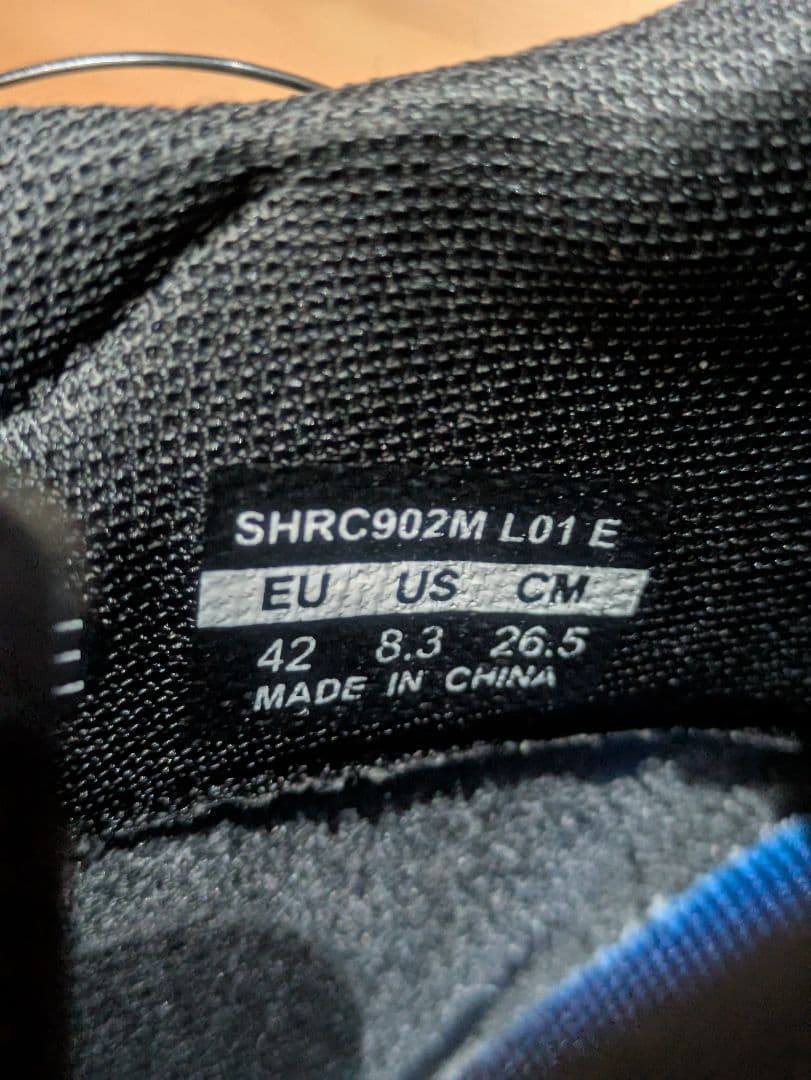 SHRC902M L01 E
EU US CM
42 8.3 26.5
MADE IN CHINA